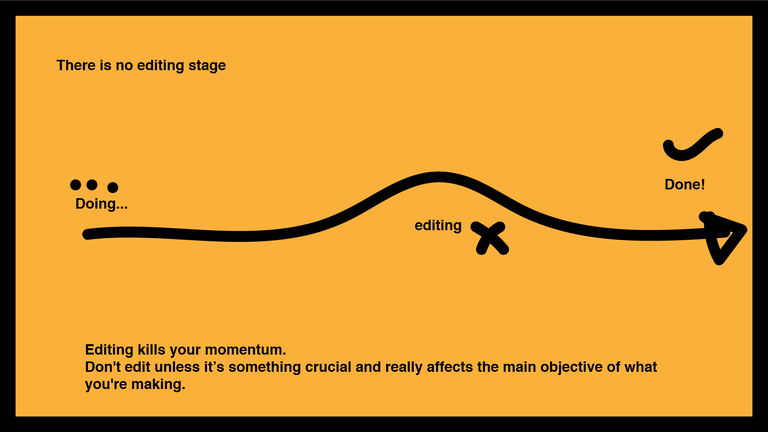 There is no editing stage
Doing...
Done!
editing
Editing kills your momentum.
Don't edit unless it’s something crucial and really affects the main objective of what
you're making.